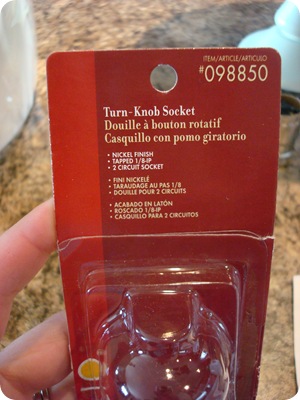 ITEM/ARTICLE/ARTICULO
#098850
Turn-Knob Socket
Douille à bouton rotatif
Casquillo con pomo giratorio
• NICKEL FINISH
• TAPPED 1/8-IP
• 2 CIRCUIT SOCKET
• FINI NICKELÉ
• TARAUDAGE AU PAS 1/8
• DOUILLE POUR 2 CIRCUITS
• ACABADO EN LATÓN
• ROSCADO 1/8-IP
• CASQUILLO PARA 2 CIRCUITOS